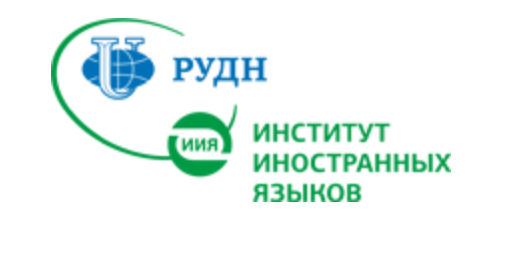 РУДН
ИИЯ
ИНСТИТУТ
ИНОСТРАННЫХ
ЯЗЫКОВ